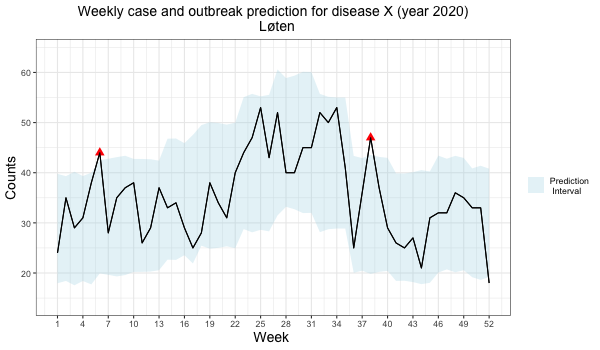 Weekly case and outbreak prediction for disease X (year 2020)
Løten
Counts
60
50
40
30
20
1 4 7 10 13 16 19 22 25 28 31 34 37 40 43 46 49 52
Week
Prediction
Interval